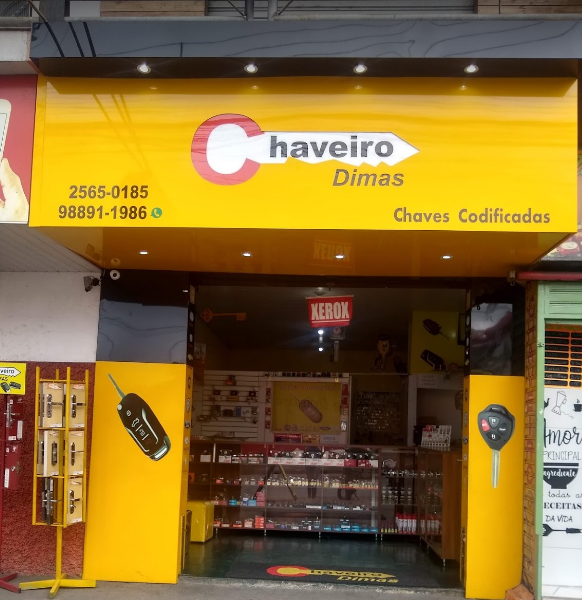 Chaveiro
Dimas
2565-0185
98891-1986
Chaves Codificadas
XEROX
XEROX
Chaveiro
Dimas
Amor
PRINCIPAL
ingrediente
todas as
RECEITAS
DA VIDA